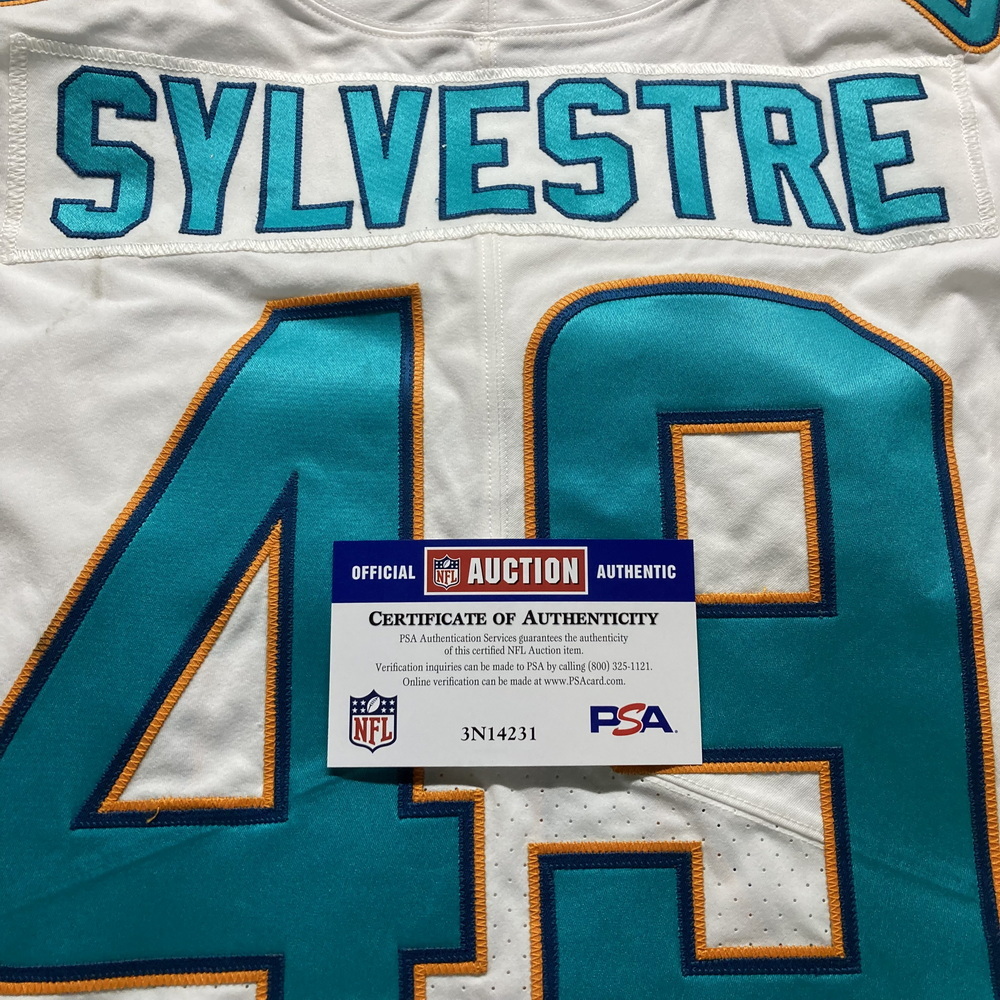 SYLVESTRE
49
OFFICIAL NFL AUCTION AUTHENTIC
CERTIFICATE OF AUTHENTICITY
PSA Authentication Services guarantees the authenticity
of this certified NFL Auction item.
Verification inquiries can be made to PSA by calling (800) 325-1121.
Online verification can be made at www.PSAcard.com.
NFL
3N14231
PSA